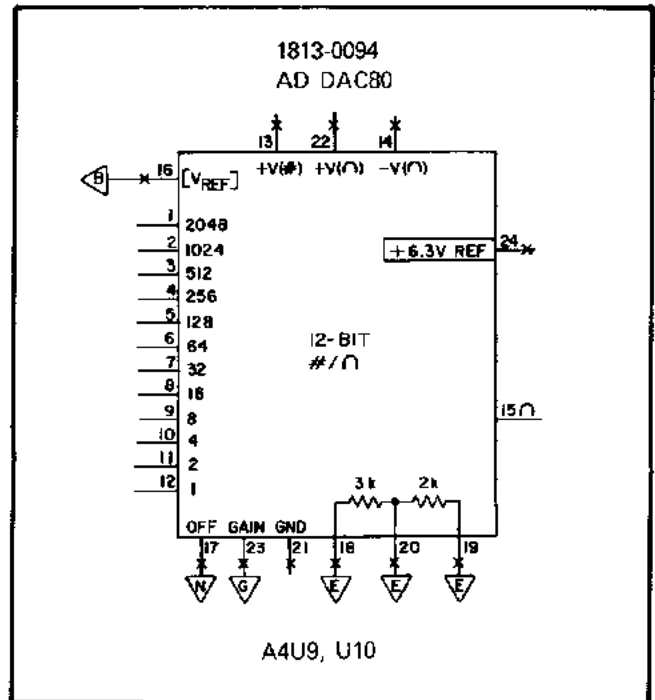 1813-0094
AD DAC80
13 22 14
+V(#) +V(∩) -V(∩)
B 16 [VREF]
1 2048
2 1024
3 512
4 256
5 128
6 64
7 32
8 16
9 8
10 4
11 2
12 1
+6.3V REF 24
12-BIT
#/∩
15 ∩
3k 2k
OFF GAIN GND
17 23 21 18 20 19
N G E E E
A4U9, U10